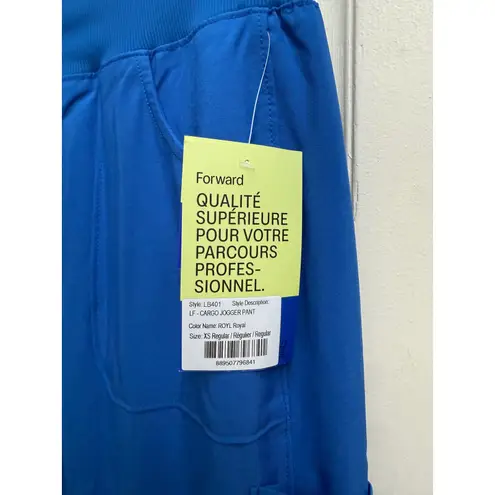 Forward
QUALITÉ
SUPÉRIEURE
POUR VOTRE
PARCOURS
PROFES-
SIONNEL.
Style: LB401 Style Description:
LF - CARGO JOGGER PANT
Color Name: ROYL Royal
Size: XS Regular / Régulier / Regular
889507796841